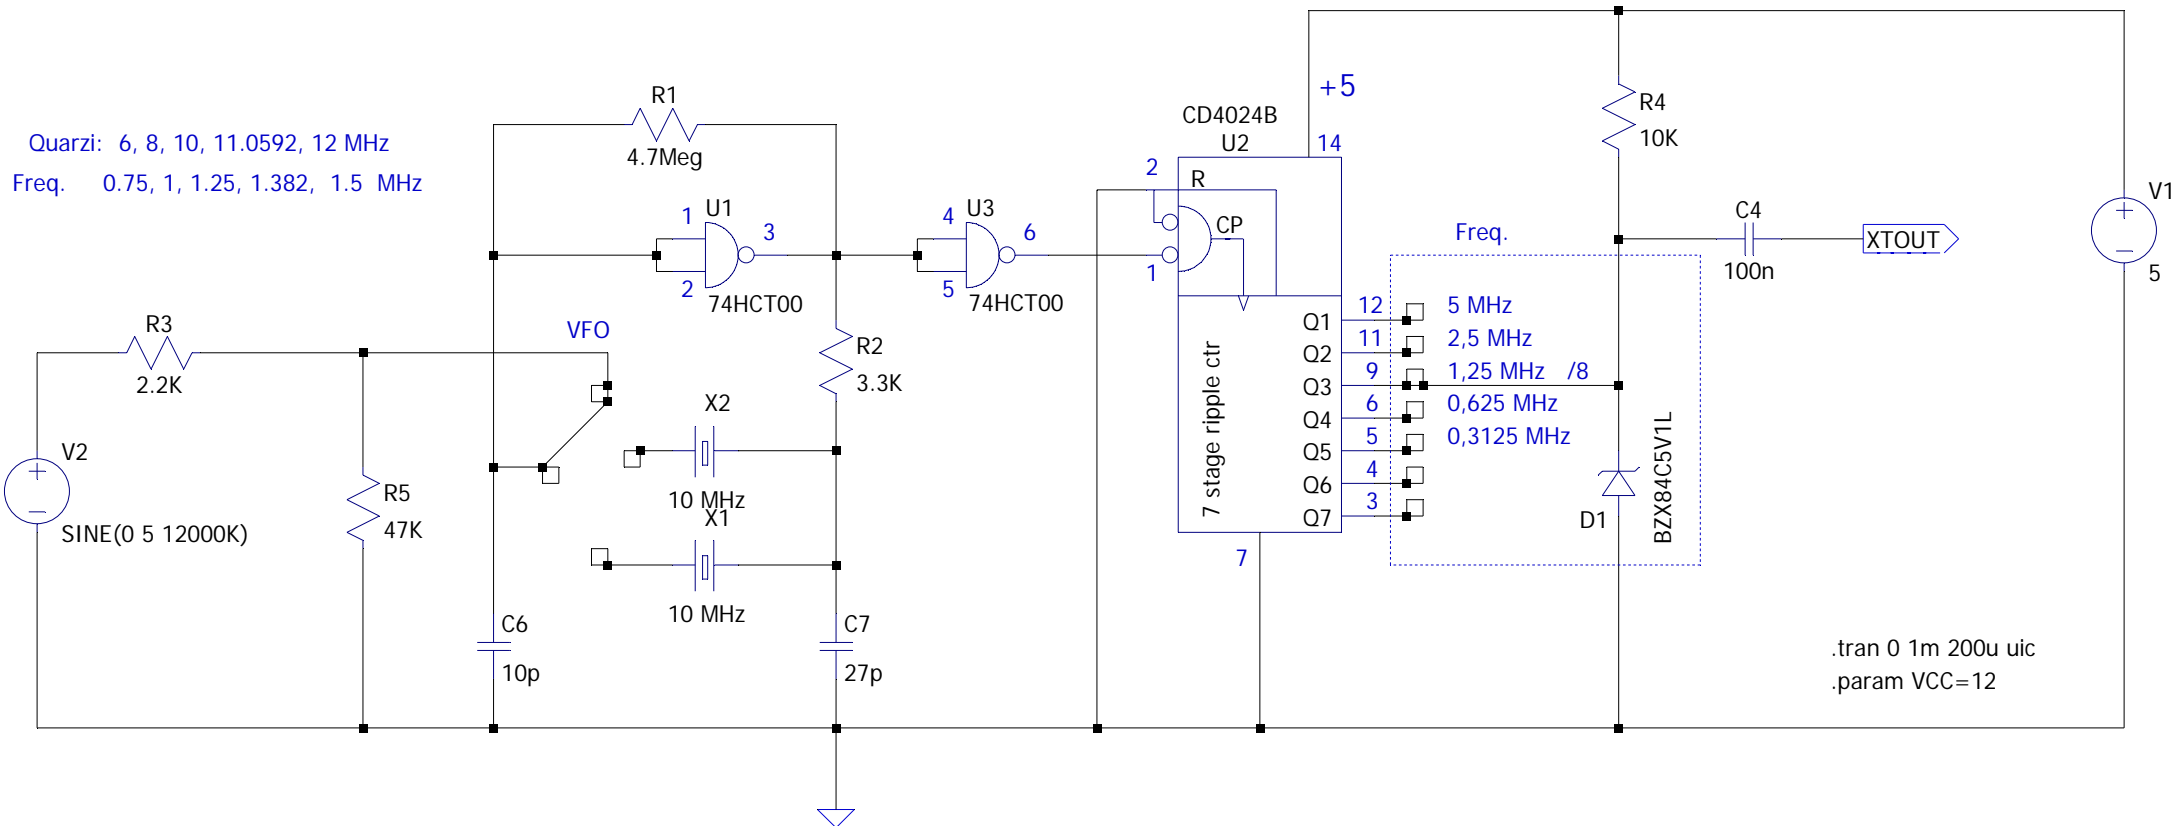 Quarzi: 6, 8, 10, 11.0592, 12 MHz
Freq. 0.75, 1, 1.25, 1.382, 1.5 MHz
R1
4.7Meg
U1
1
2
3
74HCT00
U3
4
5
6
74HCT00
R3
2.2K
VFO
R2
3.3K
V2
SINE(0 5 12000K)
R5
47K
X2
10 MHz
X1
10 MHz
C6
10p
C7
27p
CD4024B
U2
+5
14
2
R
CP
1
7 stage ripple ctr
7
Freq.
Q1 12 5 MHz
Q2 11 2,5 MHz
Q3 9 1,25 MHz /8
Q4 6 0,625 MHz
Q5 5 0,3125 MHz
Q6 4
Q7 3
R4
10K
C4
100n
XTOUT
D1
BZX84C5V1L
V1
5
.tran 0 1m 200u uic
.param VCC=12